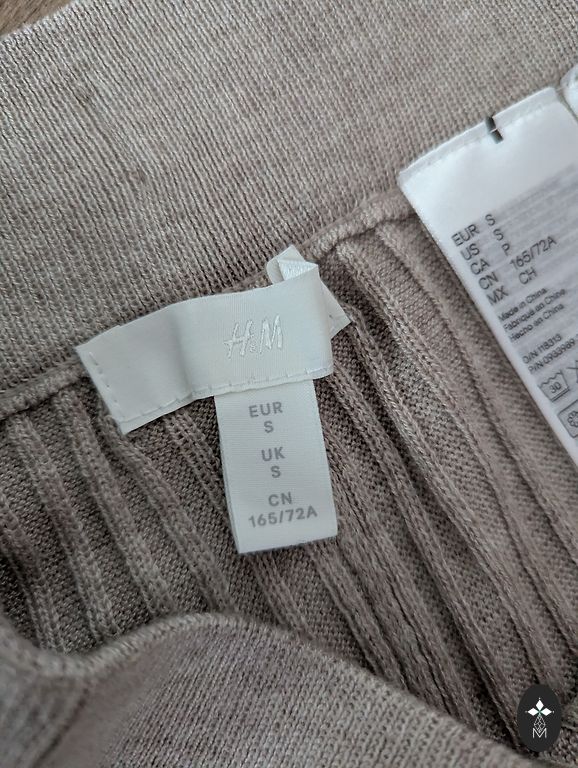 H&M
EUR
S
UK
S
CN
165/72A
EUR S
US S
CA P
CN 165/72A
MX CH
Made in China
Fabriqué en Chine
Hecho en China
30
M